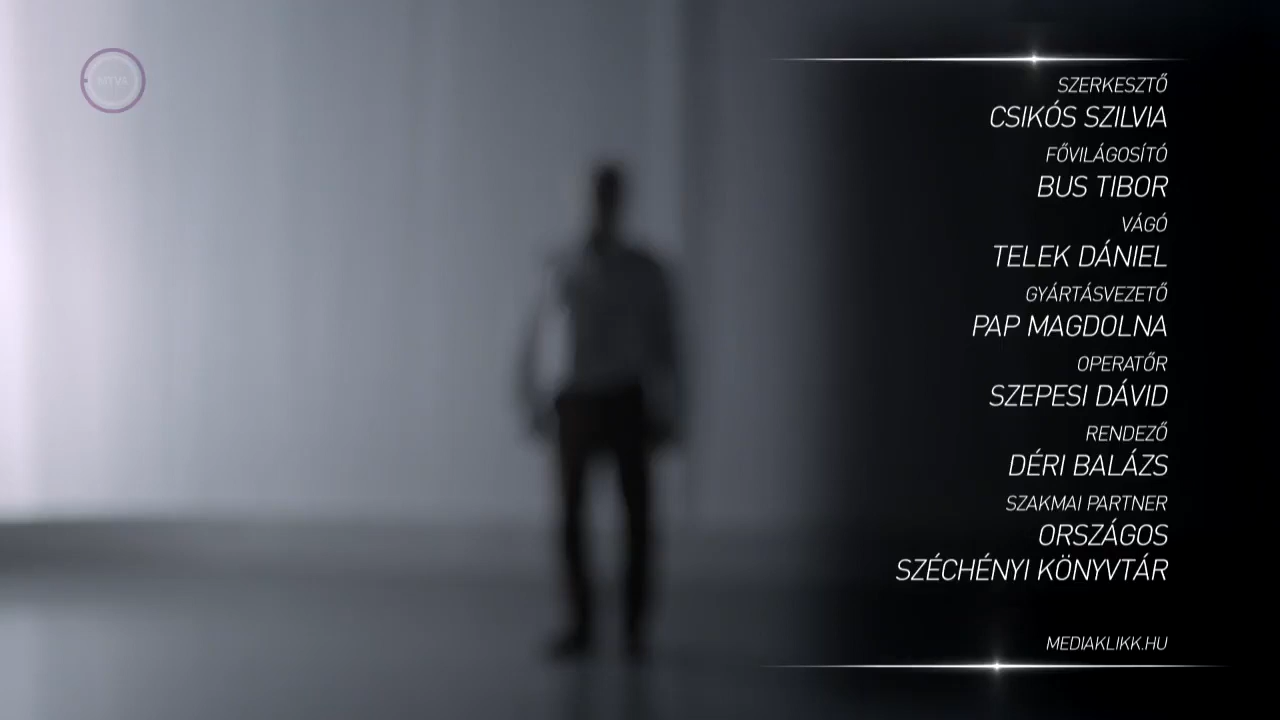 SZERKESZTŐ
CSIKÓS SZILVIA
FŐVILÁGOSÍTÓ
BUS TIBOR
VÁGÓ
TELEK DÁNIEL
GYÁRTÁSVEZETŐ
PAP MAGDOLNA
OPERATŐR
SZEPESI DÁVID
RENDEZŐ
DÉRI BALÁZS
SZAKMAI PARTNER
ORSZÁGOS
SZÉCHÉNYI KÖNYVTÁR
MEDIAKLIKK.HU